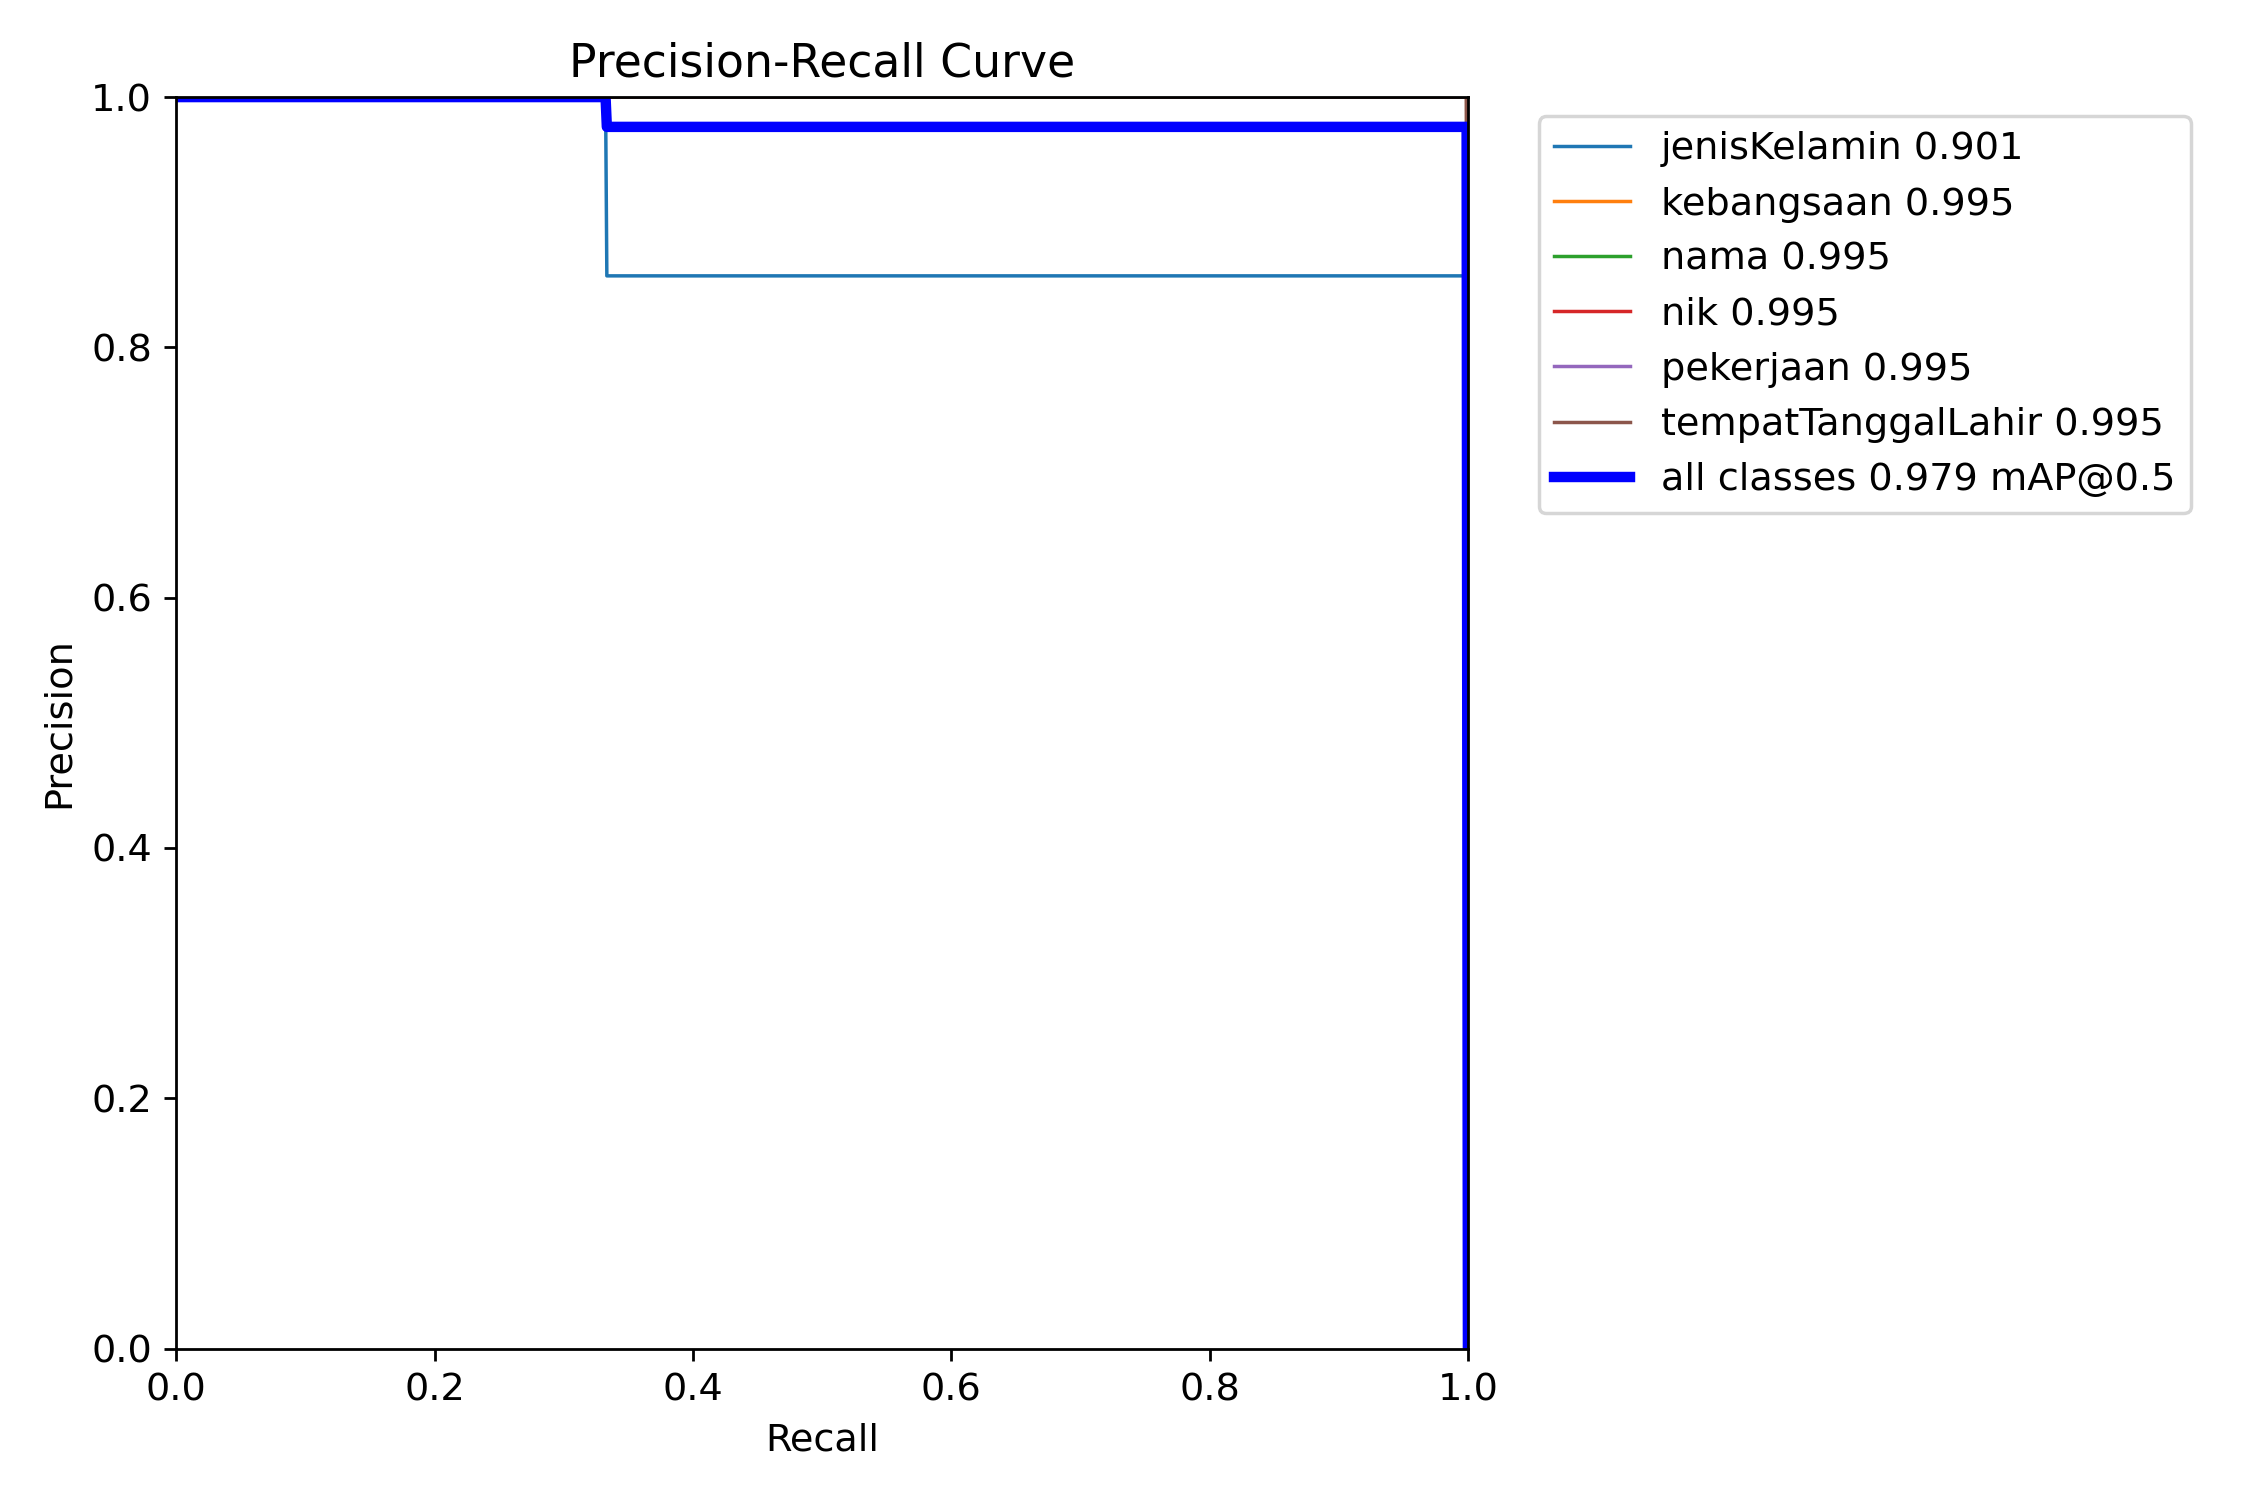 Precision-Recall Curve
1.0
0.8
0.6
0.4
0.2
0.0
0.0 0.2 0.4 0.6 0.8 1.0
Precision
Recall
jenisKelamin 0.901
kebangsaan 0.995
nama 0.995
nik 0.995
pekerjaan 0.995
tempatTanggalLahir 0.995
all classes 0.979 mAP@0.5